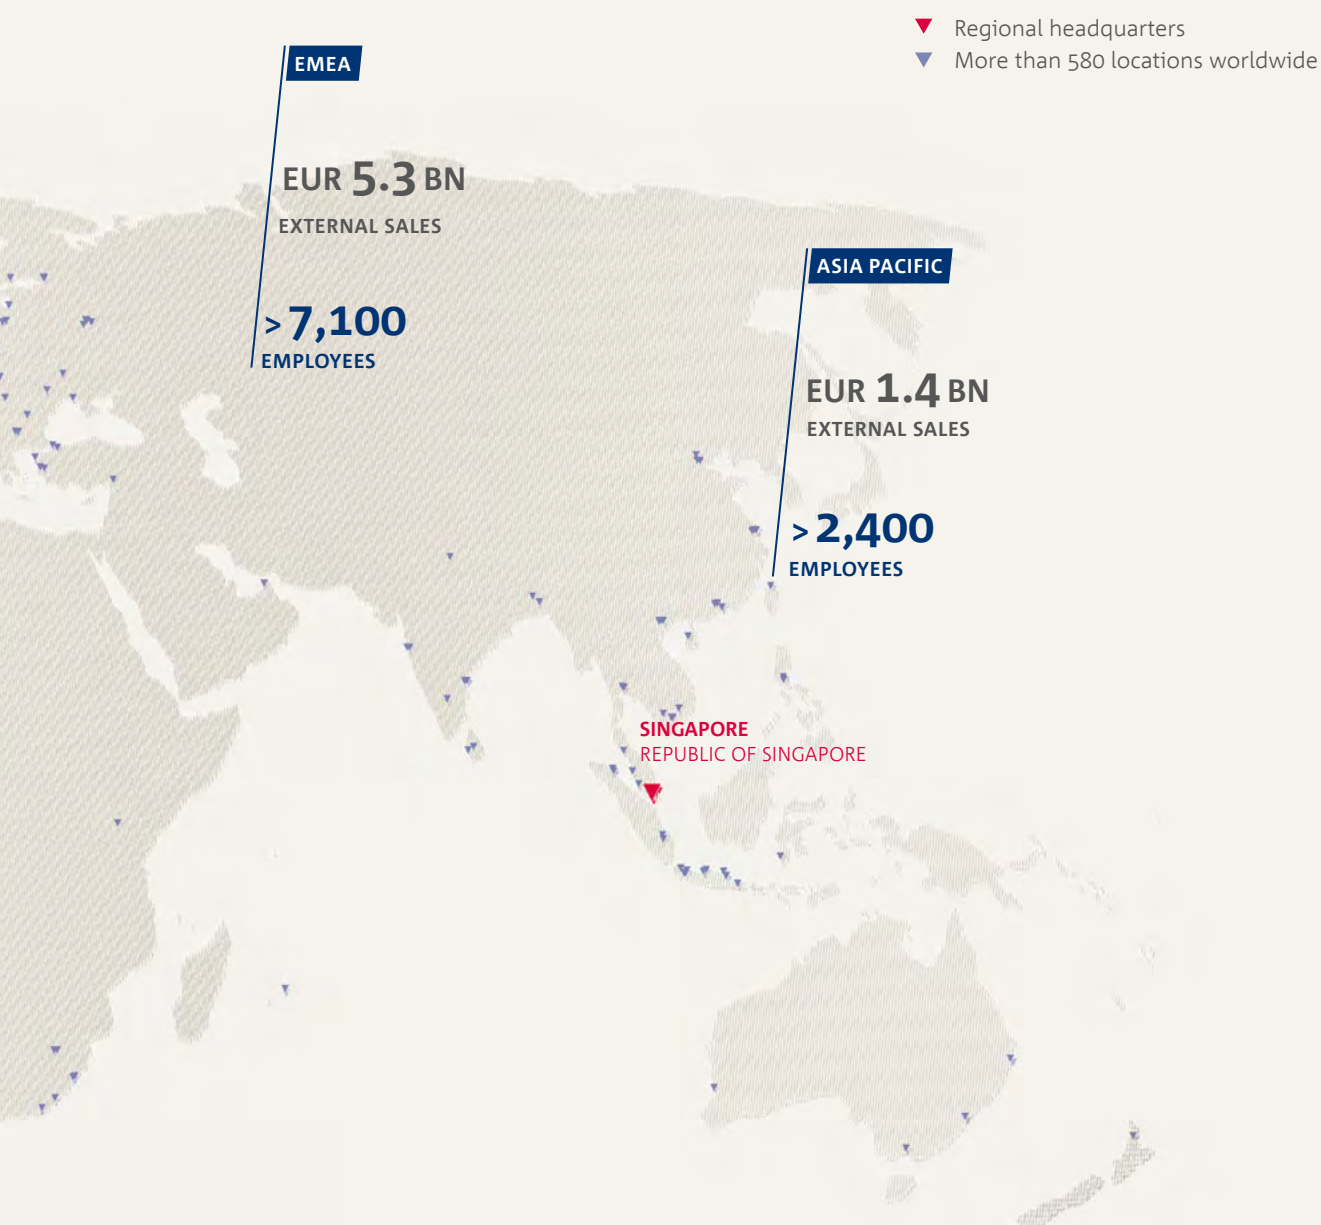 Regional headquarters
More than 580 locations worldwide
EMEA
EUR 5.3 BN
EXTERNAL SALES
> 7,100
EMPLOYEES
ASIA PACIFIC
EUR 1.4 BN
EXTERNAL SALES
> 2,400
EMPLOYEES
SINGAPORE
REPUBLIC OF SINGAPORE